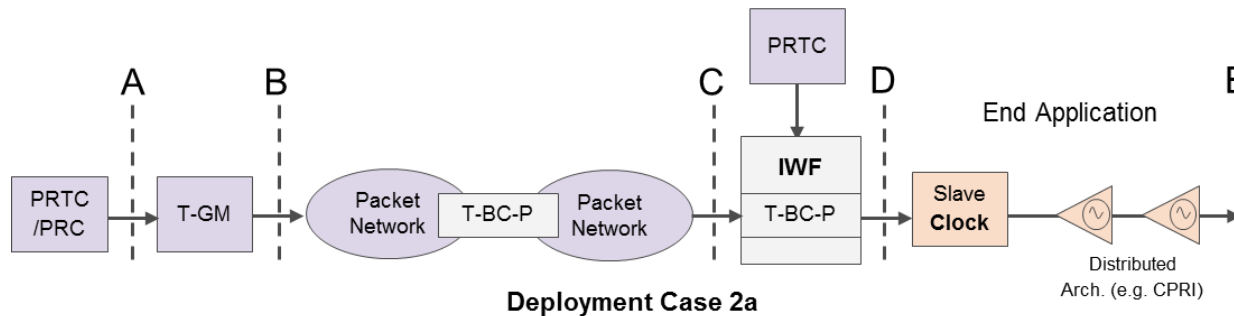 PRTC
A
B
C
D
E
End Application
PRTC
/PRC
T-GM
Packet
Network
T-BC-P
Packet
Network
IWF
T-BC-P
Slave
Clock
Distributed
Arch. (e.g. CPRI)
Deployment Case 2a